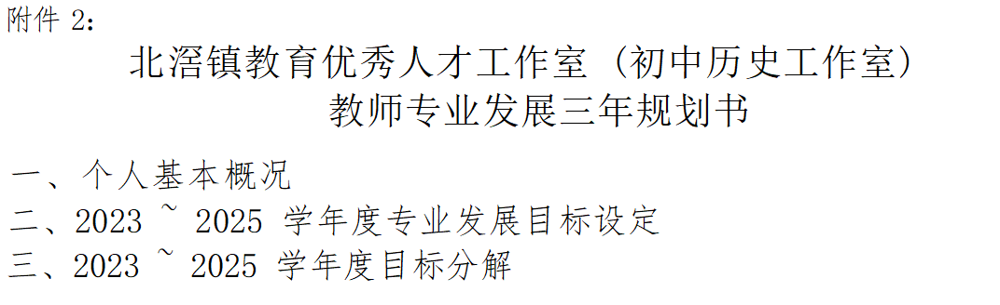 附件 2：
北滘镇教育优秀人才工作室（初中历史工作室）
教师专业发展三年规划书
一、个人基本概况
二、2023 ~ 2025 学年度专业发展目标设定
三、2023 ~ 2025 学年度目标分解